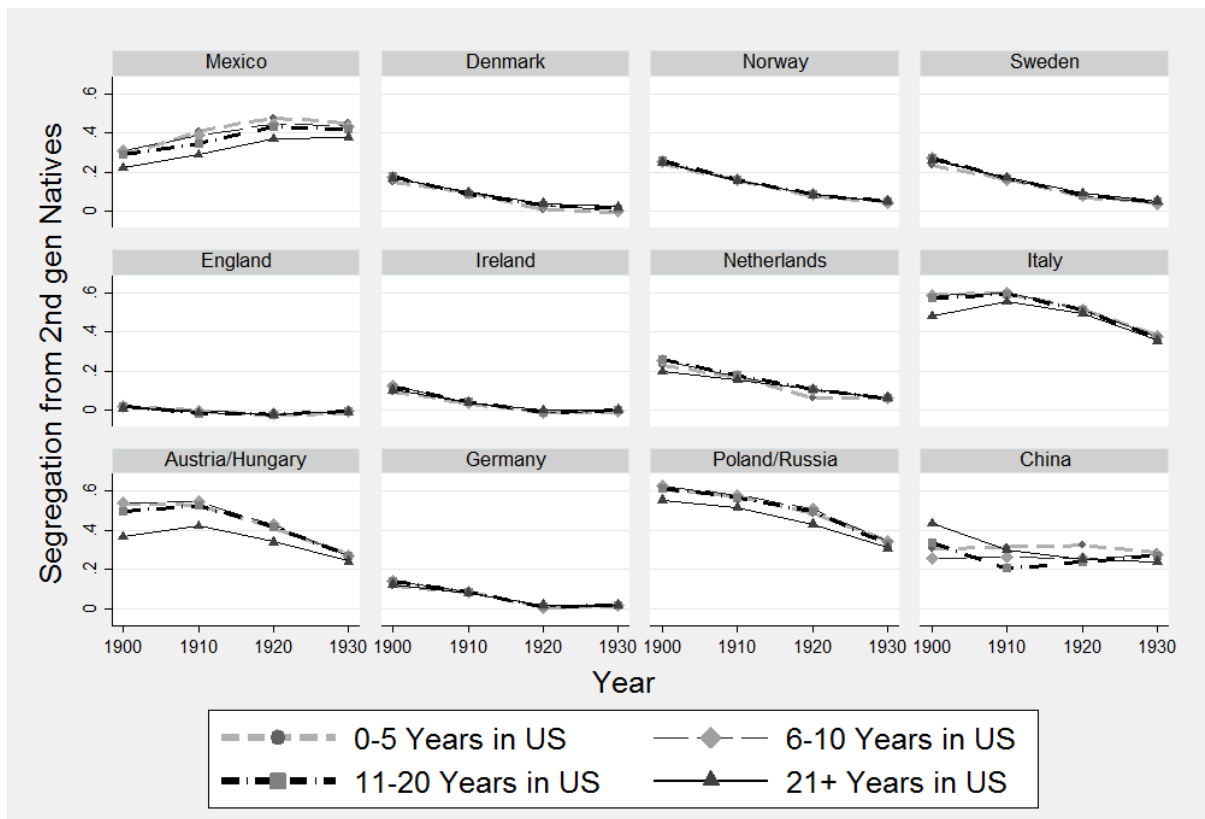 Segregation from 2nd gen Natives
Mexico
Denmark
Norway
Sweden
.6
.4
.2
0
England
Ireland
Netherlands
Italy
.6
.4
.2
0
Austria/Hungary
Germany
Poland/Russia
China
.6
.4
.2
0
1900 1910 1920 1930
1900 1910 1920 1930
1900 1910 1920 1930
1900 1910 1920 1930
Year
0-5 Years in US
6-10 Years in US
11-20 Years in US
21+ Years in US